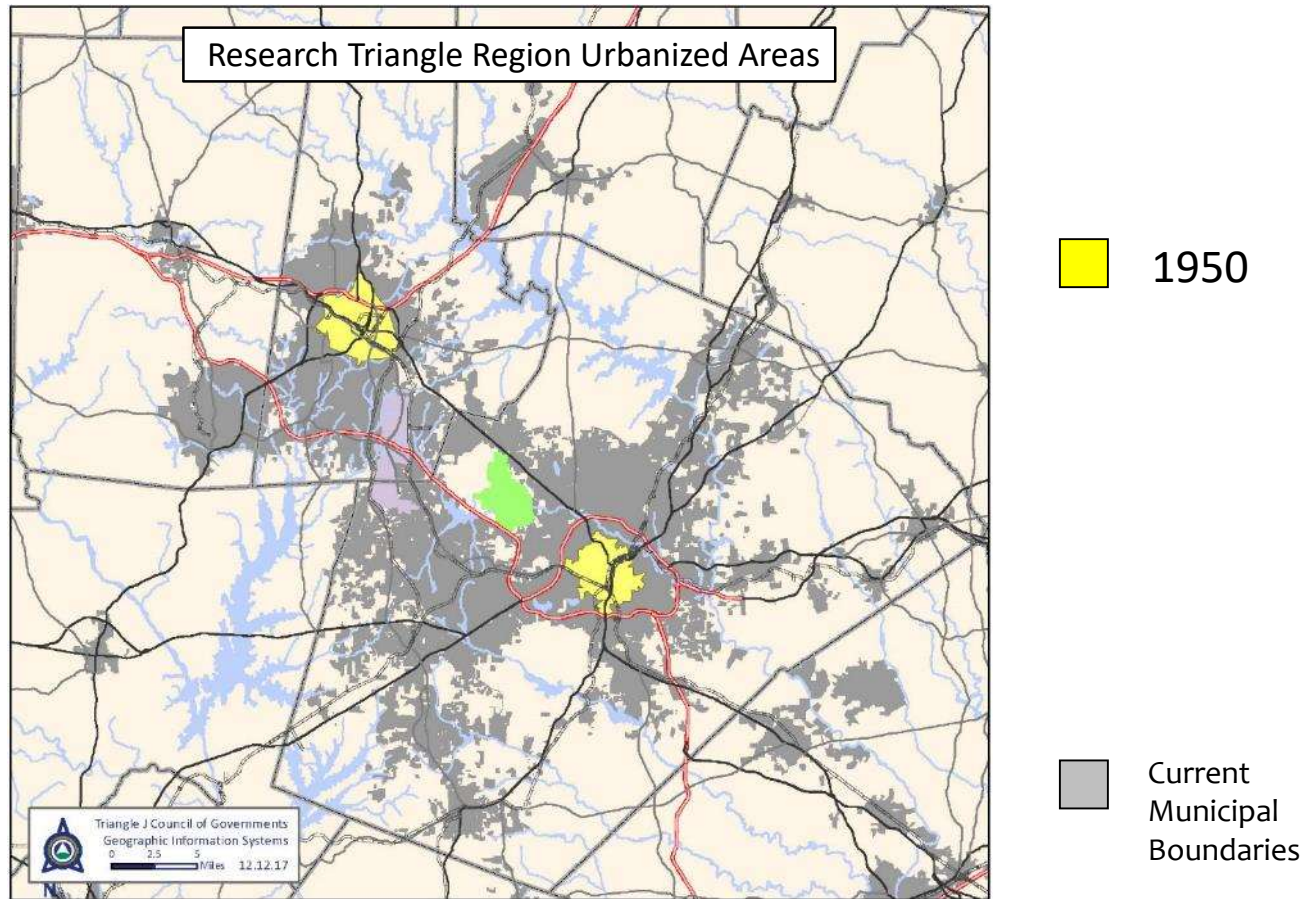 Research Triangle Region Urbanized Areas
1950
Current
Municipal
Boundaries
Triangle J Council of Governments
Geographic Information Systems
0 2.5 5
Miles 12.12.17
N